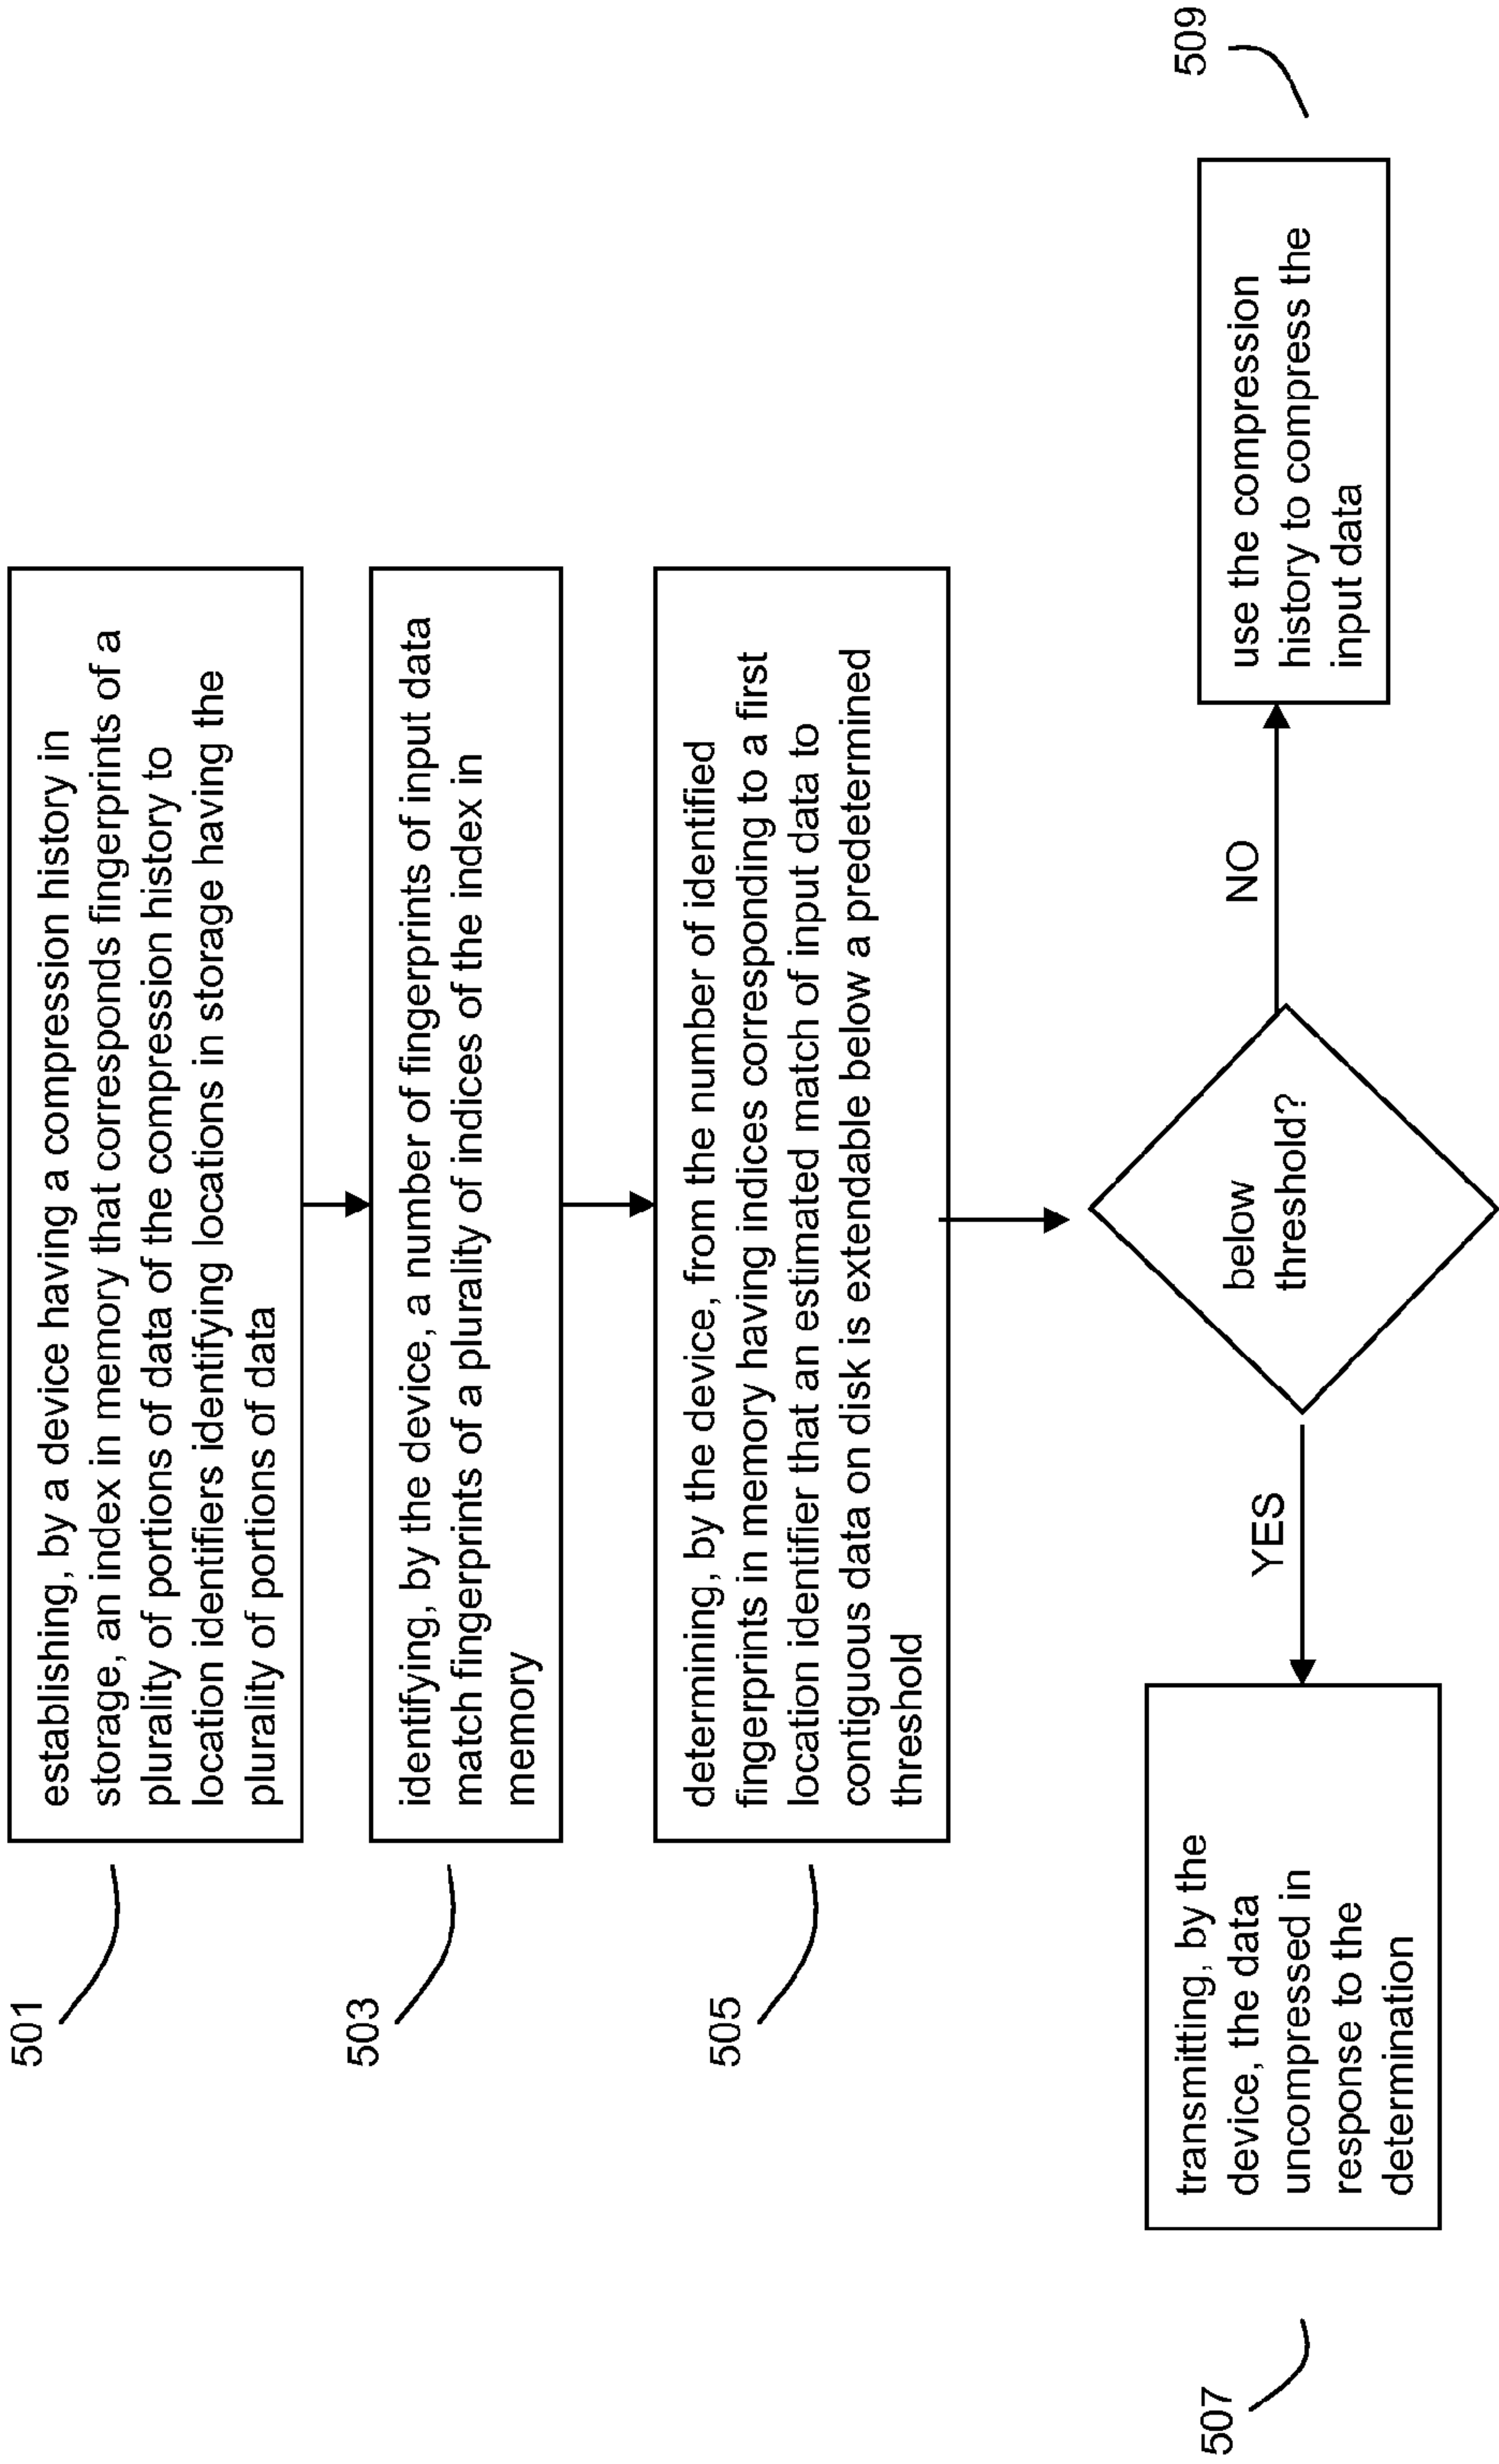 501
establishing, by a device having a compression history in
storage, an index in memory that corresponds fingerprints of a
plurality of portions of data of the compression history to
location identifiers identifying locations in storage having the
plurality of portions of data
503
identifying, by the device, a number of fingerprints of input data
match fingerprints of a plurality of indices of the index in
memory
505
determining, by the device, from the number of identified
fingerprints in memory having indices corresponding to a first
location identifier that an estimated match of input data to
contiguous data on disk is extendable below a predetermined
threshold
below
threshold?
YES
NO
507
transmitting, by the
device, the data
uncompressed in
response to the
determination
use the compression
history to compress the
input data
509